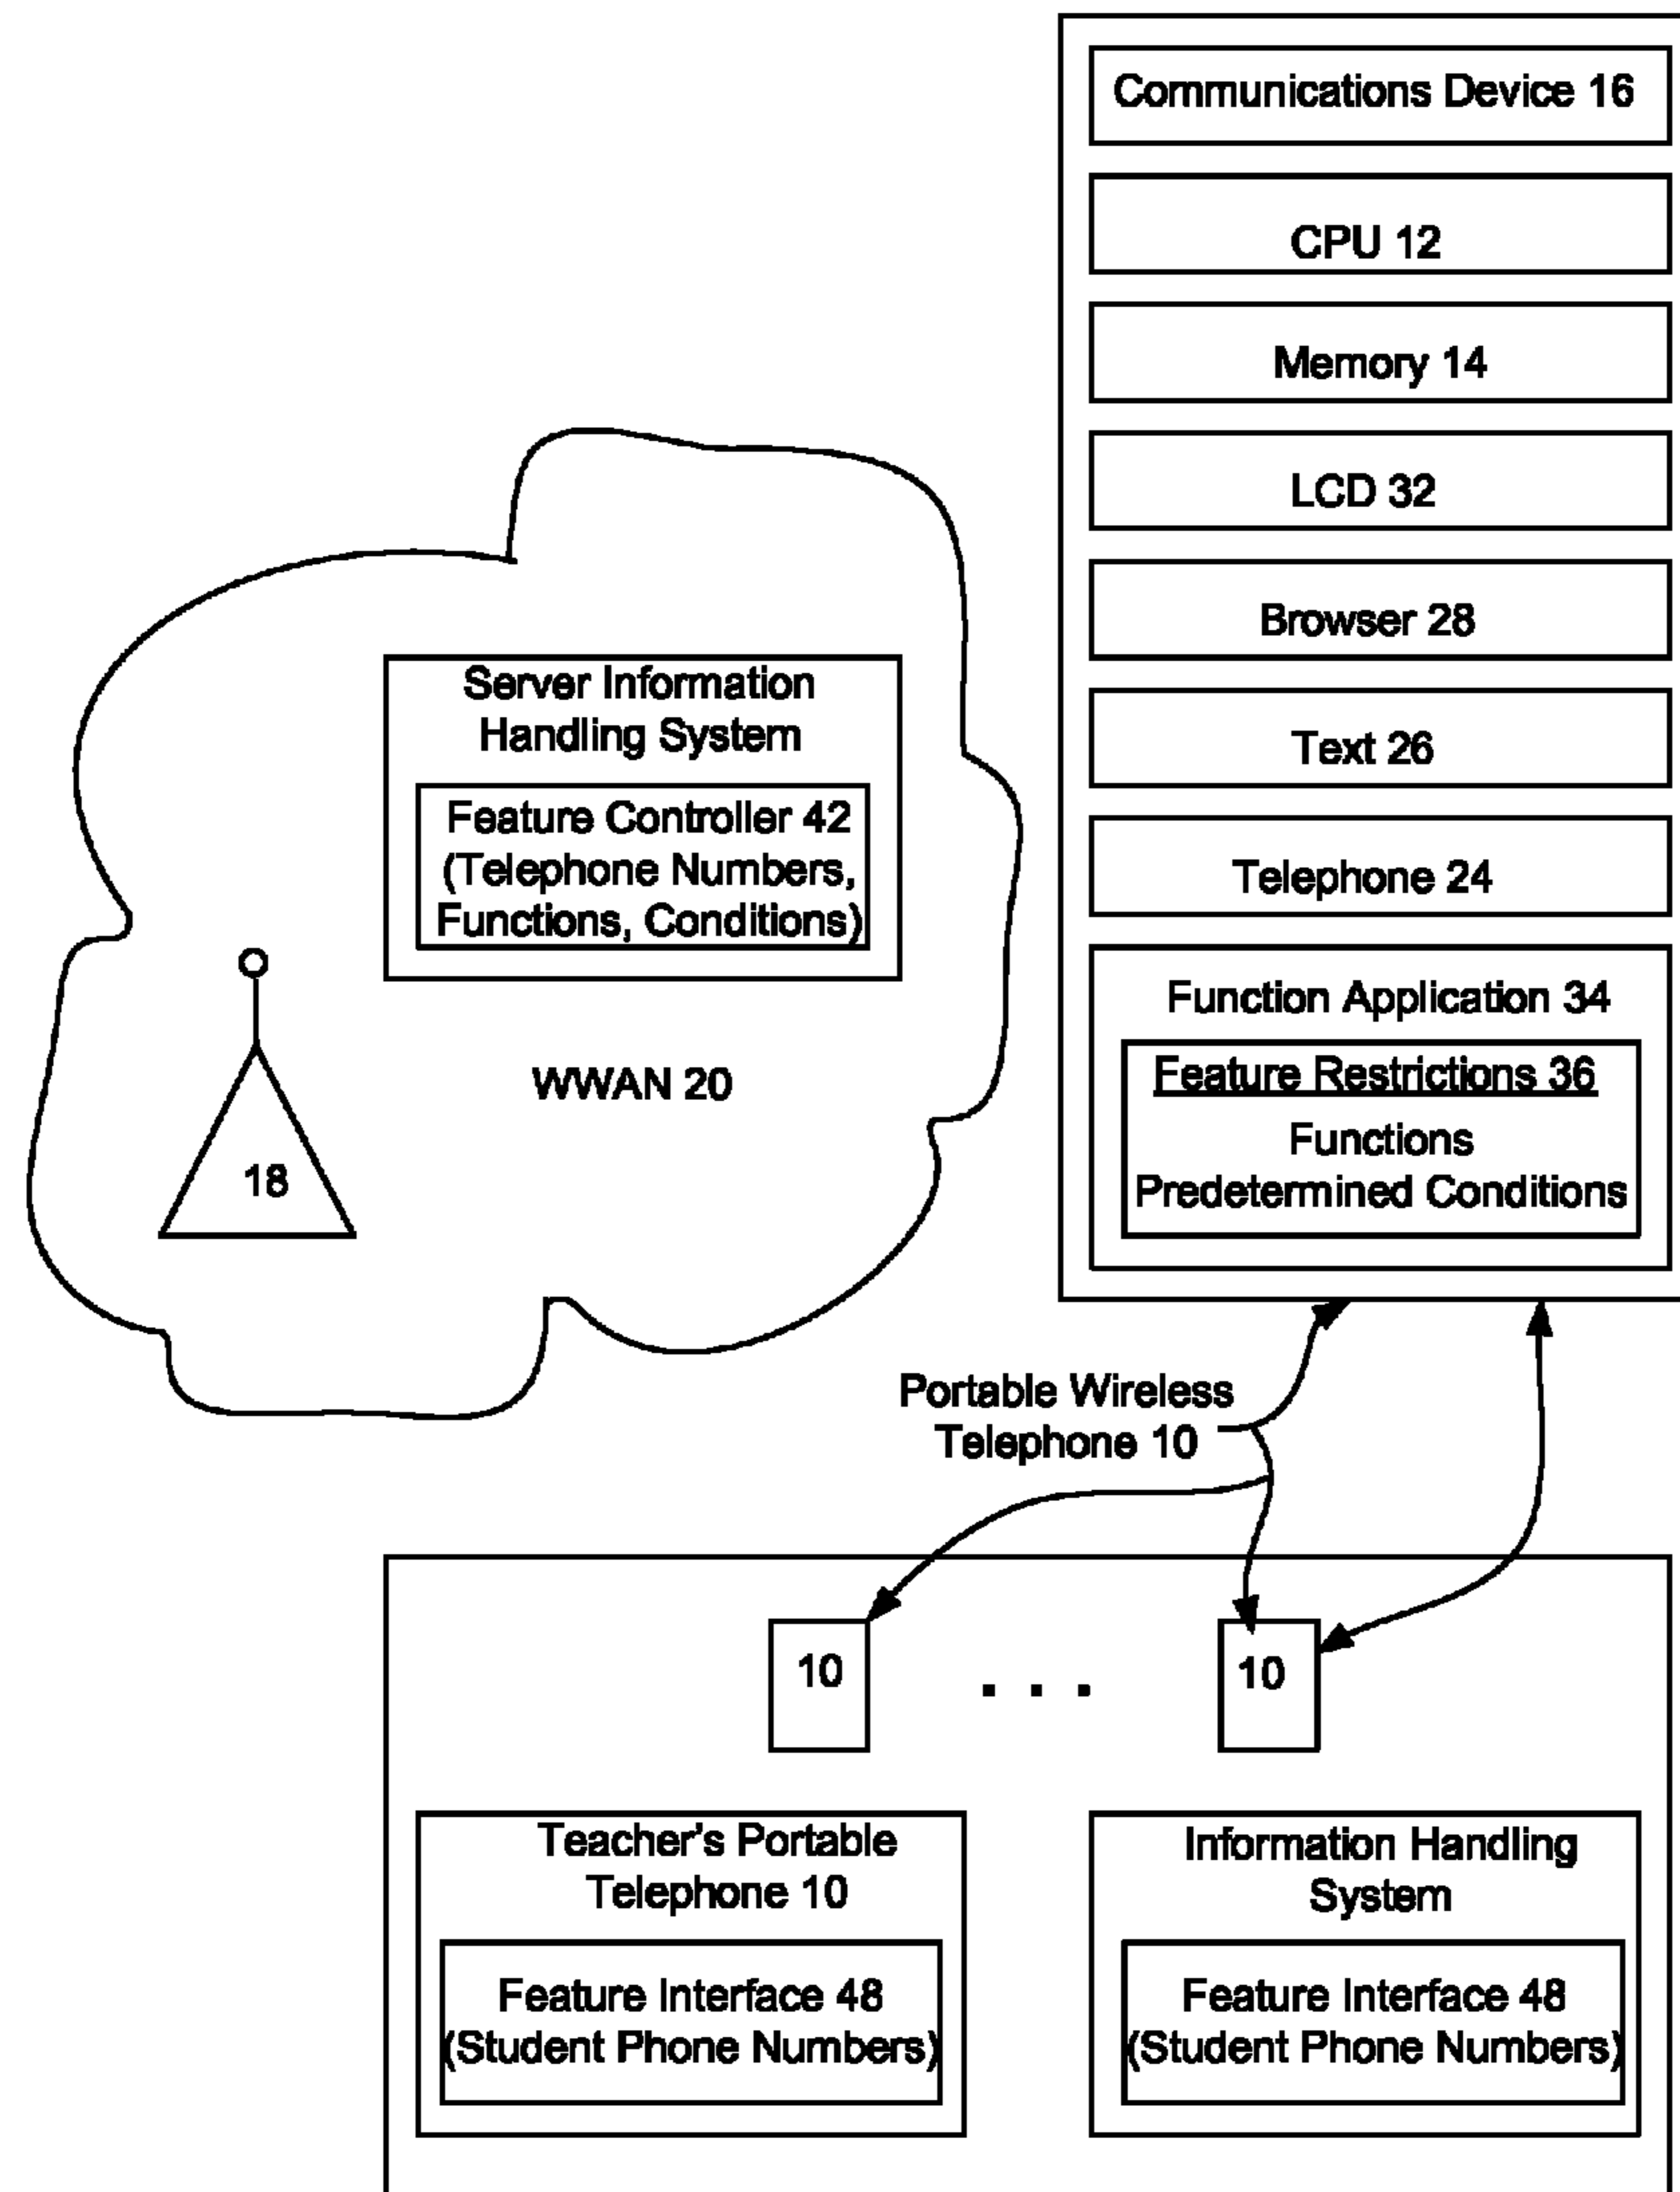 Communications Device 16
CPU 12
Memory 14
LCD 32
Browser 28
Text 26
Telephone 24
Function Application 34
Feature Restrictions 36
Functions
Predetermined Conditions
Server Information
Handling System
Feature Controller 42
(Telephone Numbers,
Functions, Conditions)
WWAN 20
18
Portable Wireless
Telephone 10
10
. . .
10
Teacher's Portable
Telephone 10
Feature Interface 48
(Student Phone Numbers)
Information Handling
System
Feature Interface 48
(Student Phone Numbers)